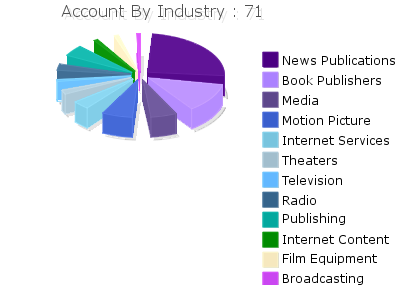 Account By Industry : 71
News Publications
Book Publishers
Media
Motion Picture
Internet Services
Theaters
Television
Radio
Publishing
Internet Content
Film Equipment
Broadcasting